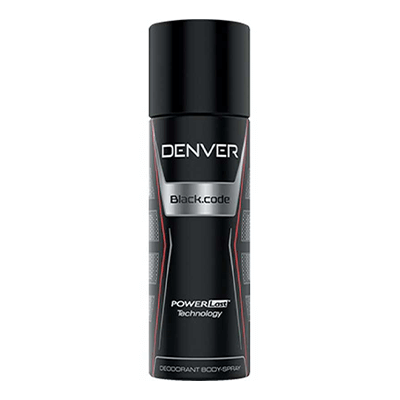 DENVER
Black.code
POWERLast
Technology
DEODORANT BODY-SPRAY